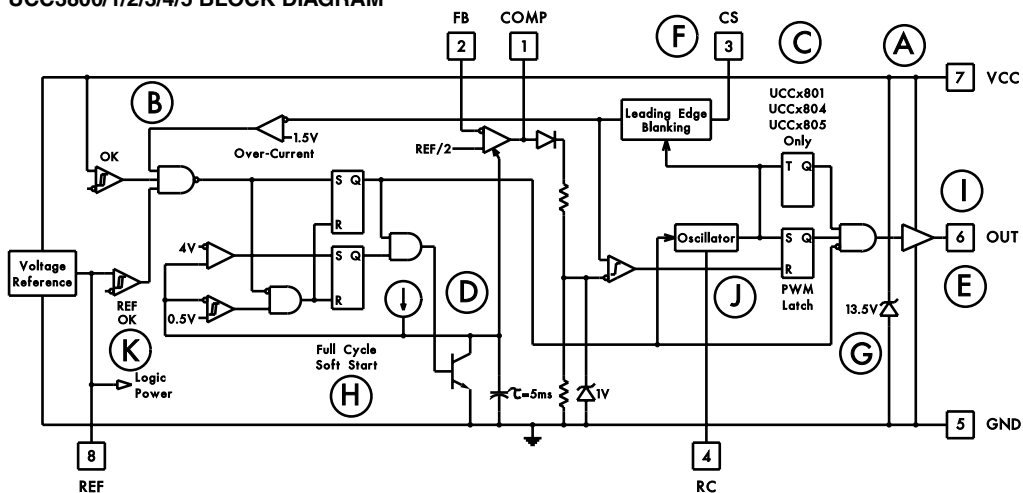 UCC3800/1/2/3/4/5 BLOCK DIAGRAM
FB
COMP
CS
2
1
F
3
C
A
7
VCC
B
UCCx801
UCCx804
UCCx805
Only
Leading Edge
Blanking
1.5V
Over-Current
REF/2
OK
S Q
R
T Q
I
4V
S Q
R
Oscillator
S Q
R
6
OUT
Voltage
Reference
PWM
Latch
REF
OK
0.5V
D
J
E
13.5V
K
Full Cycle
Soft Start
G
Logic
Power
H
τ=5ms
1V
5
GND
8
4
REF
RC